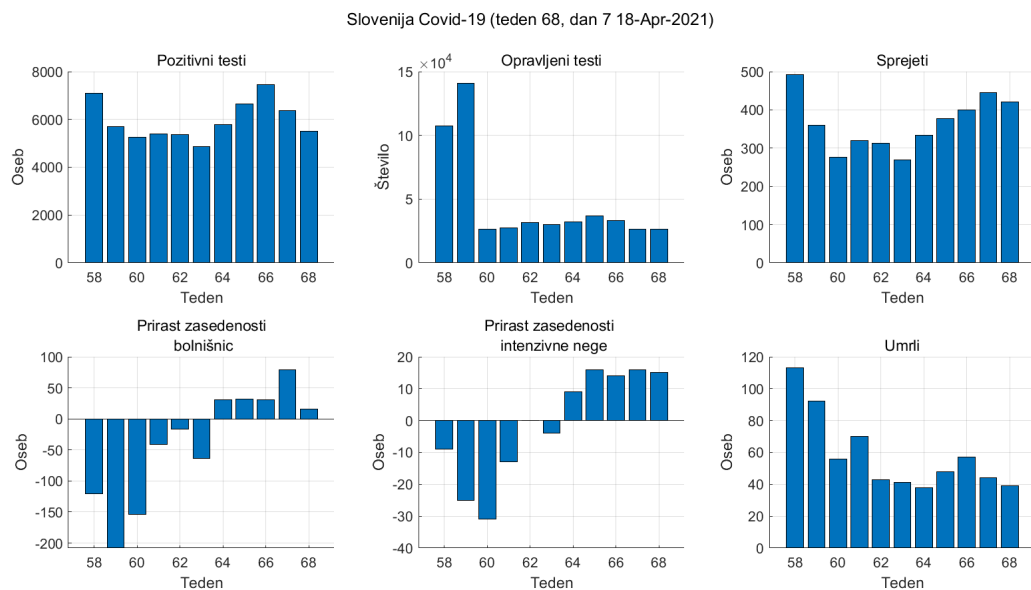 Slovenija Covid-19 (teden 68, dan 7 18-Apr-2021)
Pozitivni testi
8000
6000
4000
2000
0
Oseb
58 60 62 64 66 68
Teden
Opravljeni testi
×10⁴
15
10
5
0
Število
58 60 62 64 66 68
Teden
Sprejeti
500
400
300
200
100
0
Oseb
58 60 62 64 66 68
Teden
Prirast zasedenosti
bolnišnic
100
50
0
-50
-100
-150
-200
Oseb
58 60 62 64 66 68
Teden
Prirast zasedenosti
intenzivne nege
20
10
0
-10
-20
-30
-40
Oseb
58 60 62 64 66 68
Teden
Umrli
120
100
80
60
40
20
0
Oseb
58 60 62 64 66 68
Teden